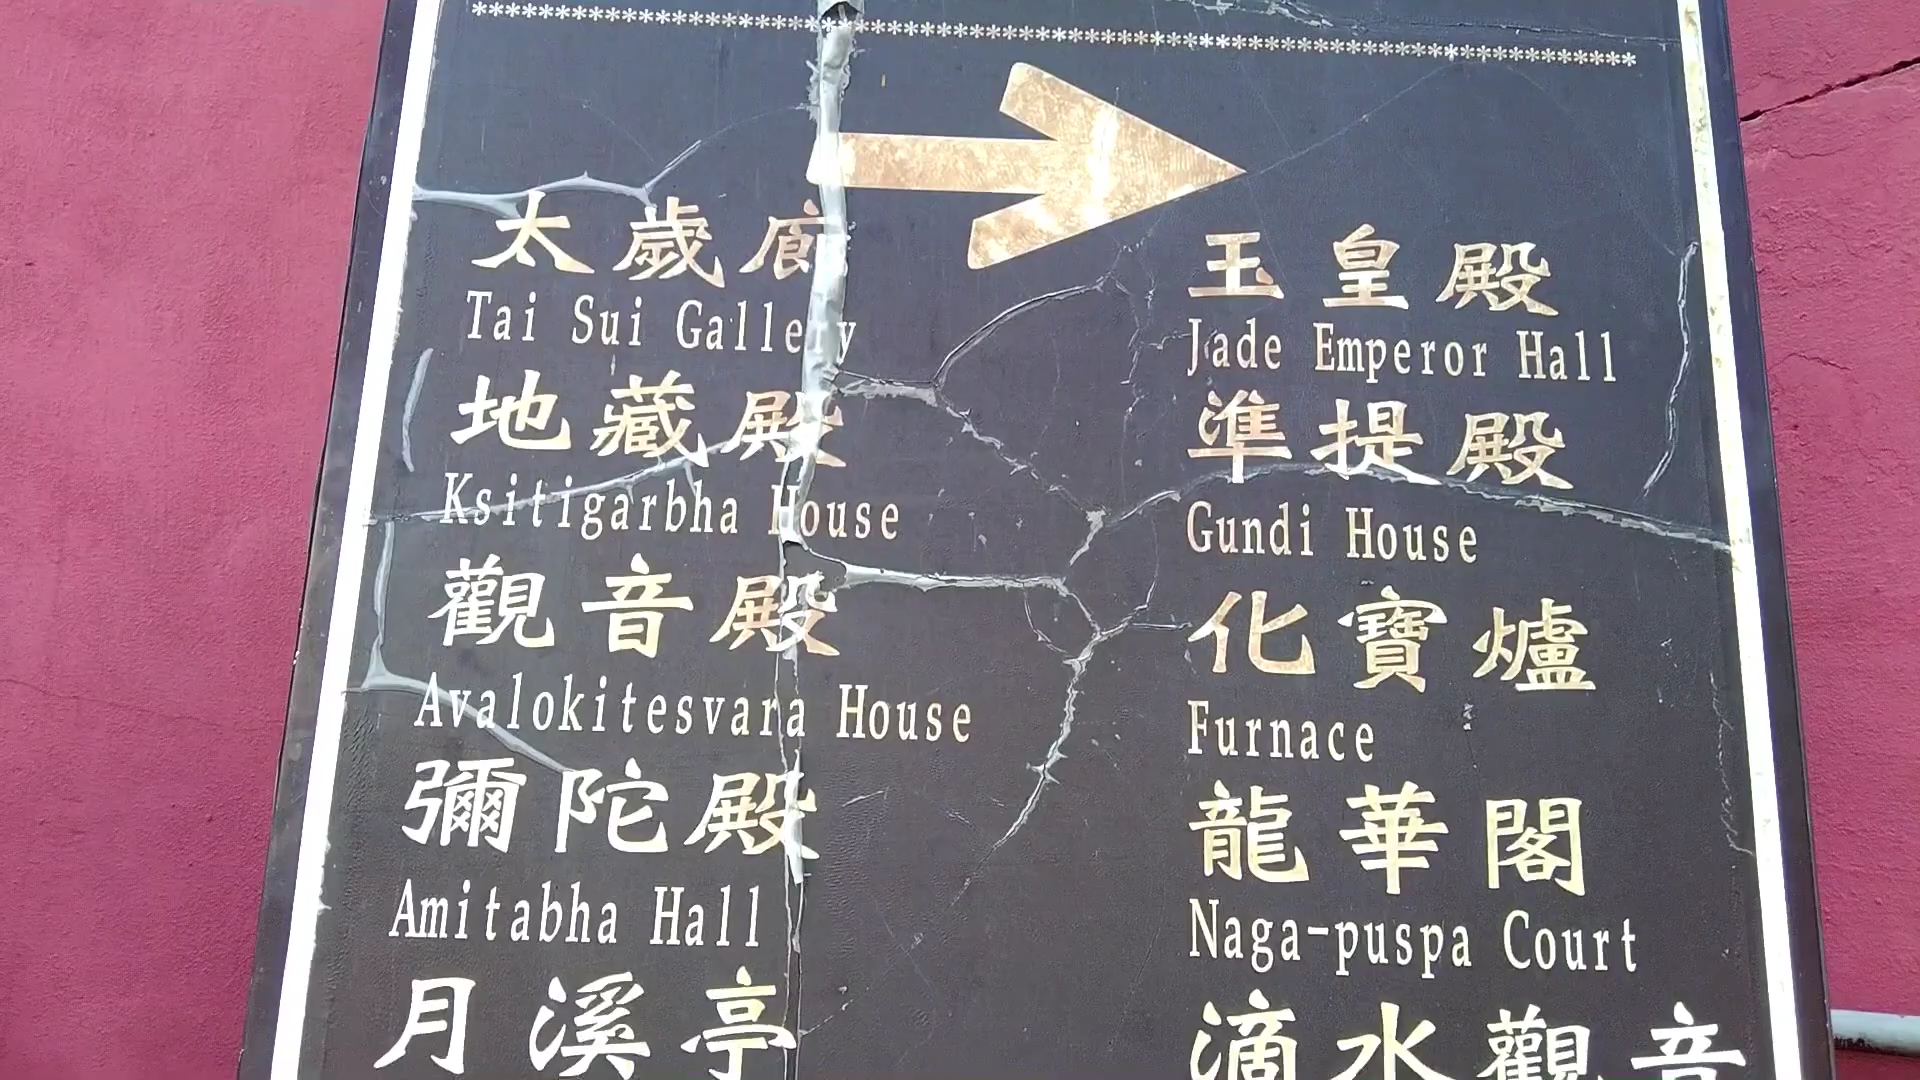 **********************************************************************************
太歲廊
Tai Sui Gallery
地藏殿
Ksitigarbha House
觀音殿
Avalokitesvara House
彌陀殿
Amitabha Hall
月溪亭
玉皇殿
Jade Emperor Hall
準提殿
Gundi House
化寶爐
Furnace
龍華閣
Naga-puspa Court
滴水觀音